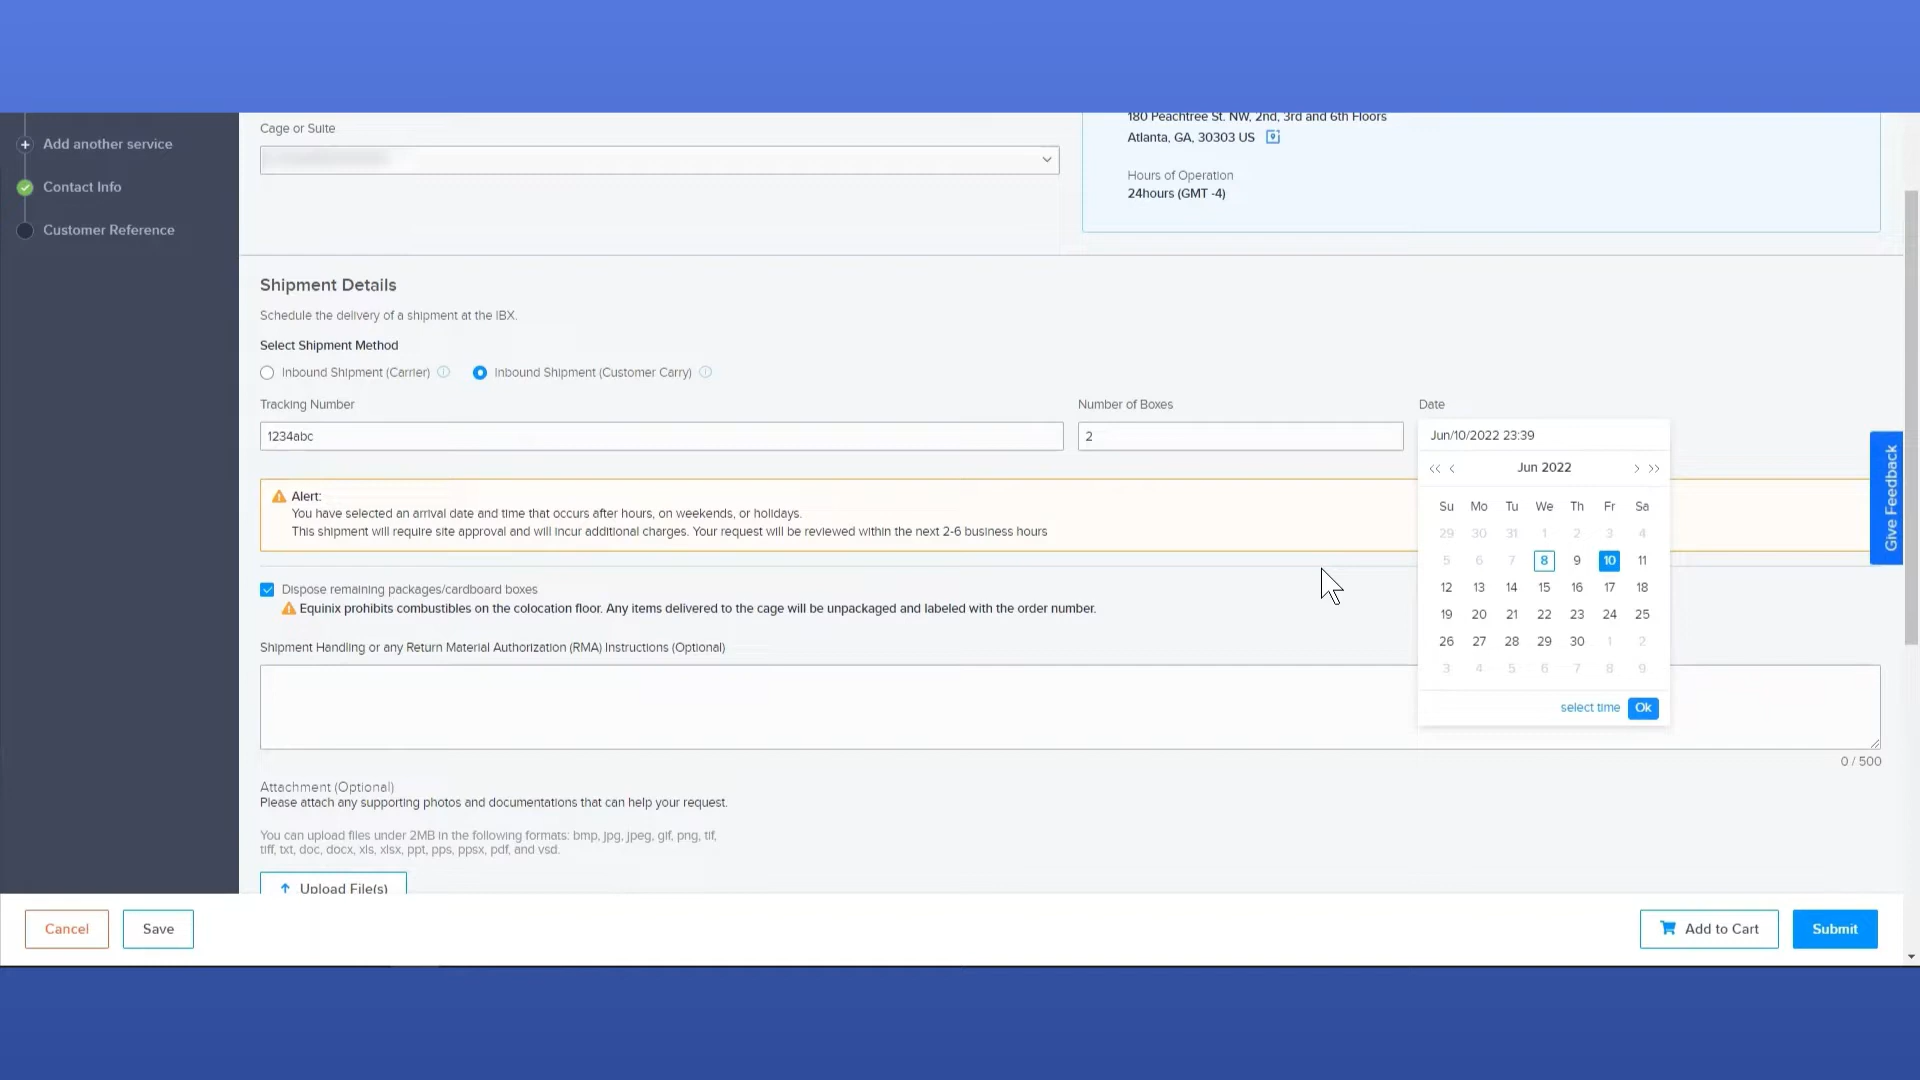 Add another service
Contact Info
Customer Reference
Cage or Suite
180 Peachtree St. NW, 2nd, 3rd and 6th Floors
Atlanta, GA, 30303 US
Hours of Operation
24hours (GMT -4)
Shipment Details
Schedule the delivery of a shipment at the IBX.
Select Shipment Method
Inbound Shipment (Carrier)
Inbound Shipment (Customer Carry)
Tracking Number
Number of Boxes
Date
1234abc
2
Jun/10/2022 23:39
Jun 2022
Su Mo Tu We Th Fr Sa
29 30 31 1 2 3 4
5 6 7 8 9 10 11
12 13 14 15 16 17 18
19 20 21 22 23 24 25
26 27 28 29 30 1 2
3 4 5 6 7 8 9
select time
Ok
Alert:
You have selected an arrival date and time that occurs after hours, on weekends, or holidays.
This shipment will require site approval and will incur additional charges. Your request will be reviewed within the next 2-6 business hours
Dispose remaining packages/cardboard boxes
Equinix prohibits combustibles on the colocation floor. Any items delivered to the cage will be unpackaged and labeled with the order number.
Shipment Handling or any Return Material Authorization (RMA) Instructions (Optional)
0 / 500
Attachment (Optional)
Please attach any supporting photos and documentations that can help your request.
You can upload files under 2MB in the following formats: bmp, jpg, jpeg, gif, png, tif,
tiff, txt, doc, docx, xls, xlsx, ppt, pps, ppsx, pdf, and vsd.
Upload File(s)
Give Feedback
Cancel
Save
Add to Cart
Submit